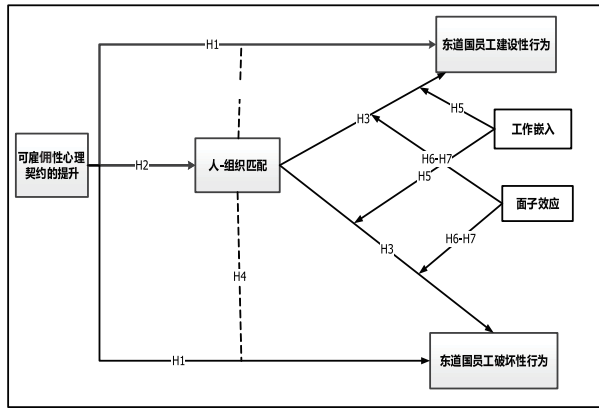 东道国员工建设性行为
H1
H3
H5
工作嵌入
可雇佣性心理
契约的提升
H2
人-组织匹配
H6-H7
H5
面子效应
H3
H6-H7
H4
H1
东道国员工破坏性行为